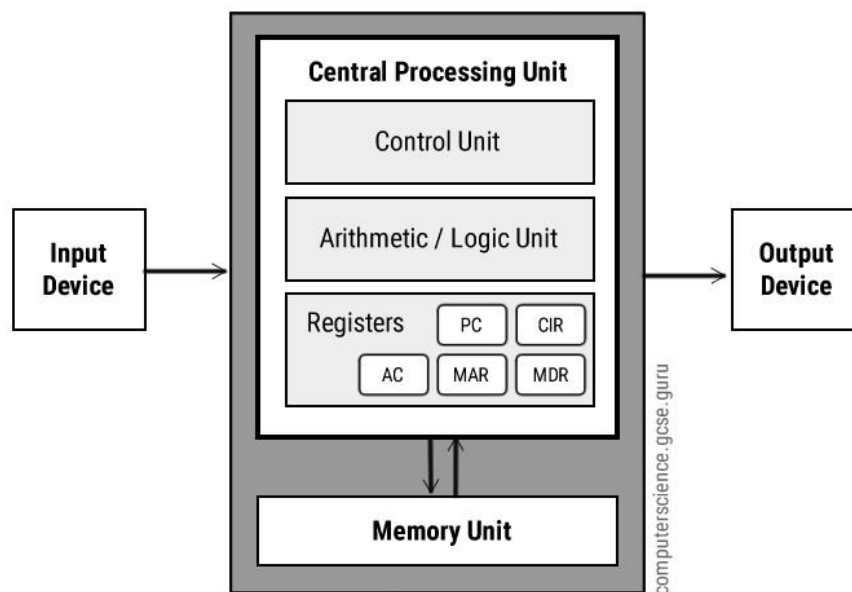 Central Processing Unit
Control Unit
Arithmetic / Logic Unit
Registers
PC
CIR
AC
MAR
MDR
Input
Device
Output
Device
Memory Unit
computerscience.gcse.guru